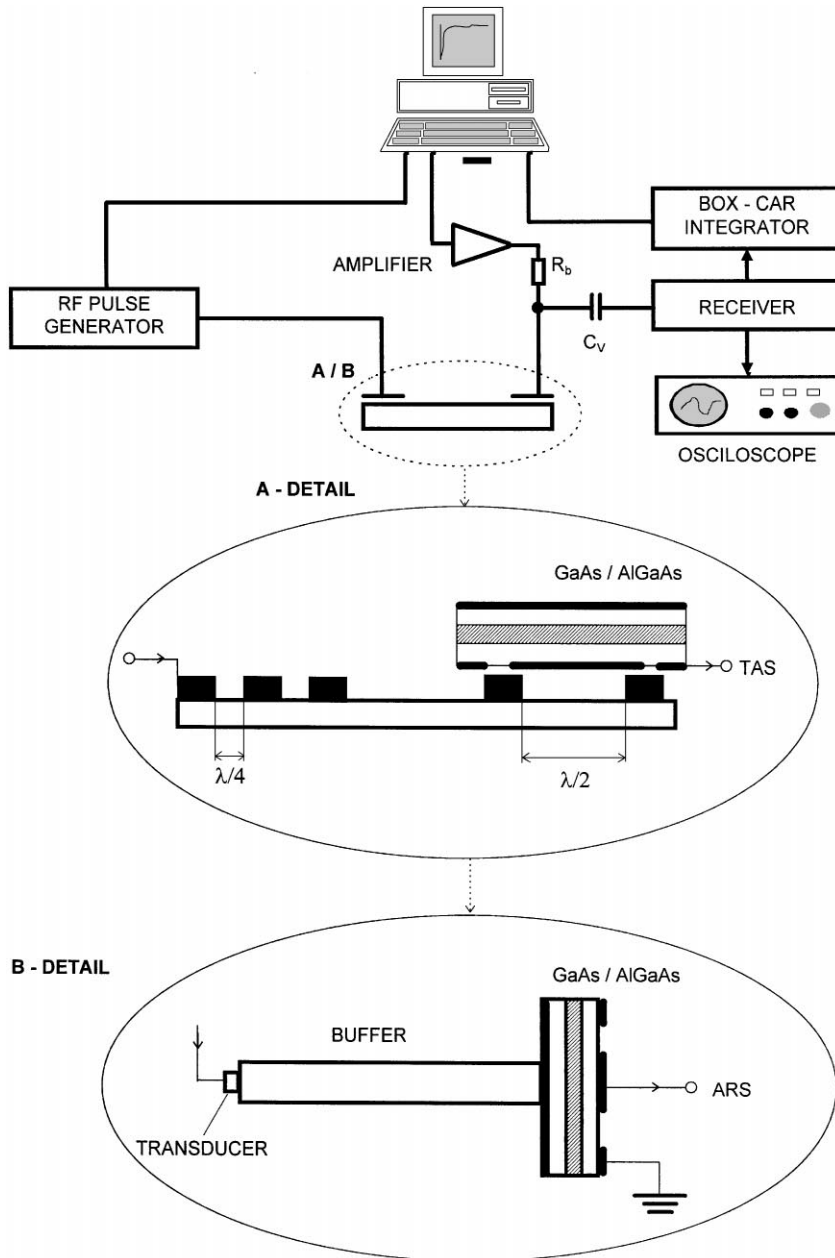 BOX - CAR
INTEGRATOR
AMPLIFIER
R_b
RF PULSE
GENERATOR
RECEIVER
C_V
A / B
OSCILOSCOPE
A - DETAIL
GaAs / AlGaAs
TAS
λ/4
λ/2
B - DETAIL
GaAs / AlGaAs
BUFFER
ARS
TRANSDUCER